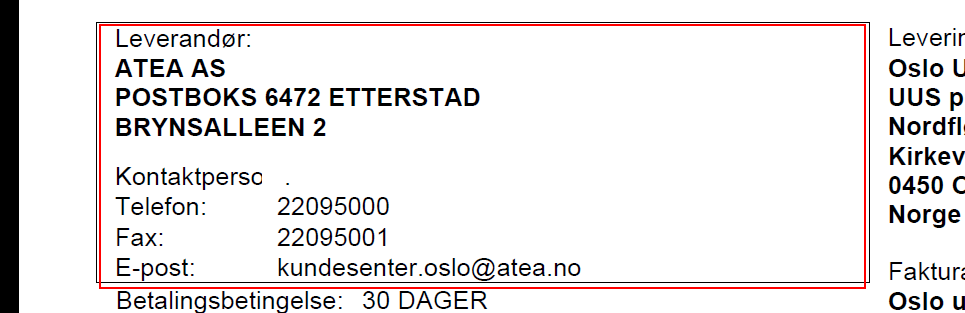 Leverandør:
ATEA AS
POSTBOKS 6472 ETTERSTAD
BRYNSALLEEN 2
Kontaktperso .
Telefon: 22095000
Fax: 22095001
E-post: kundesenter.oslo@atea.no
Betalingsbetingelse: 30 DAGER
Leverin
Oslo U
UUS p
Nordfl
Kirkev
0450 O
Norge
Faktura
Oslo u